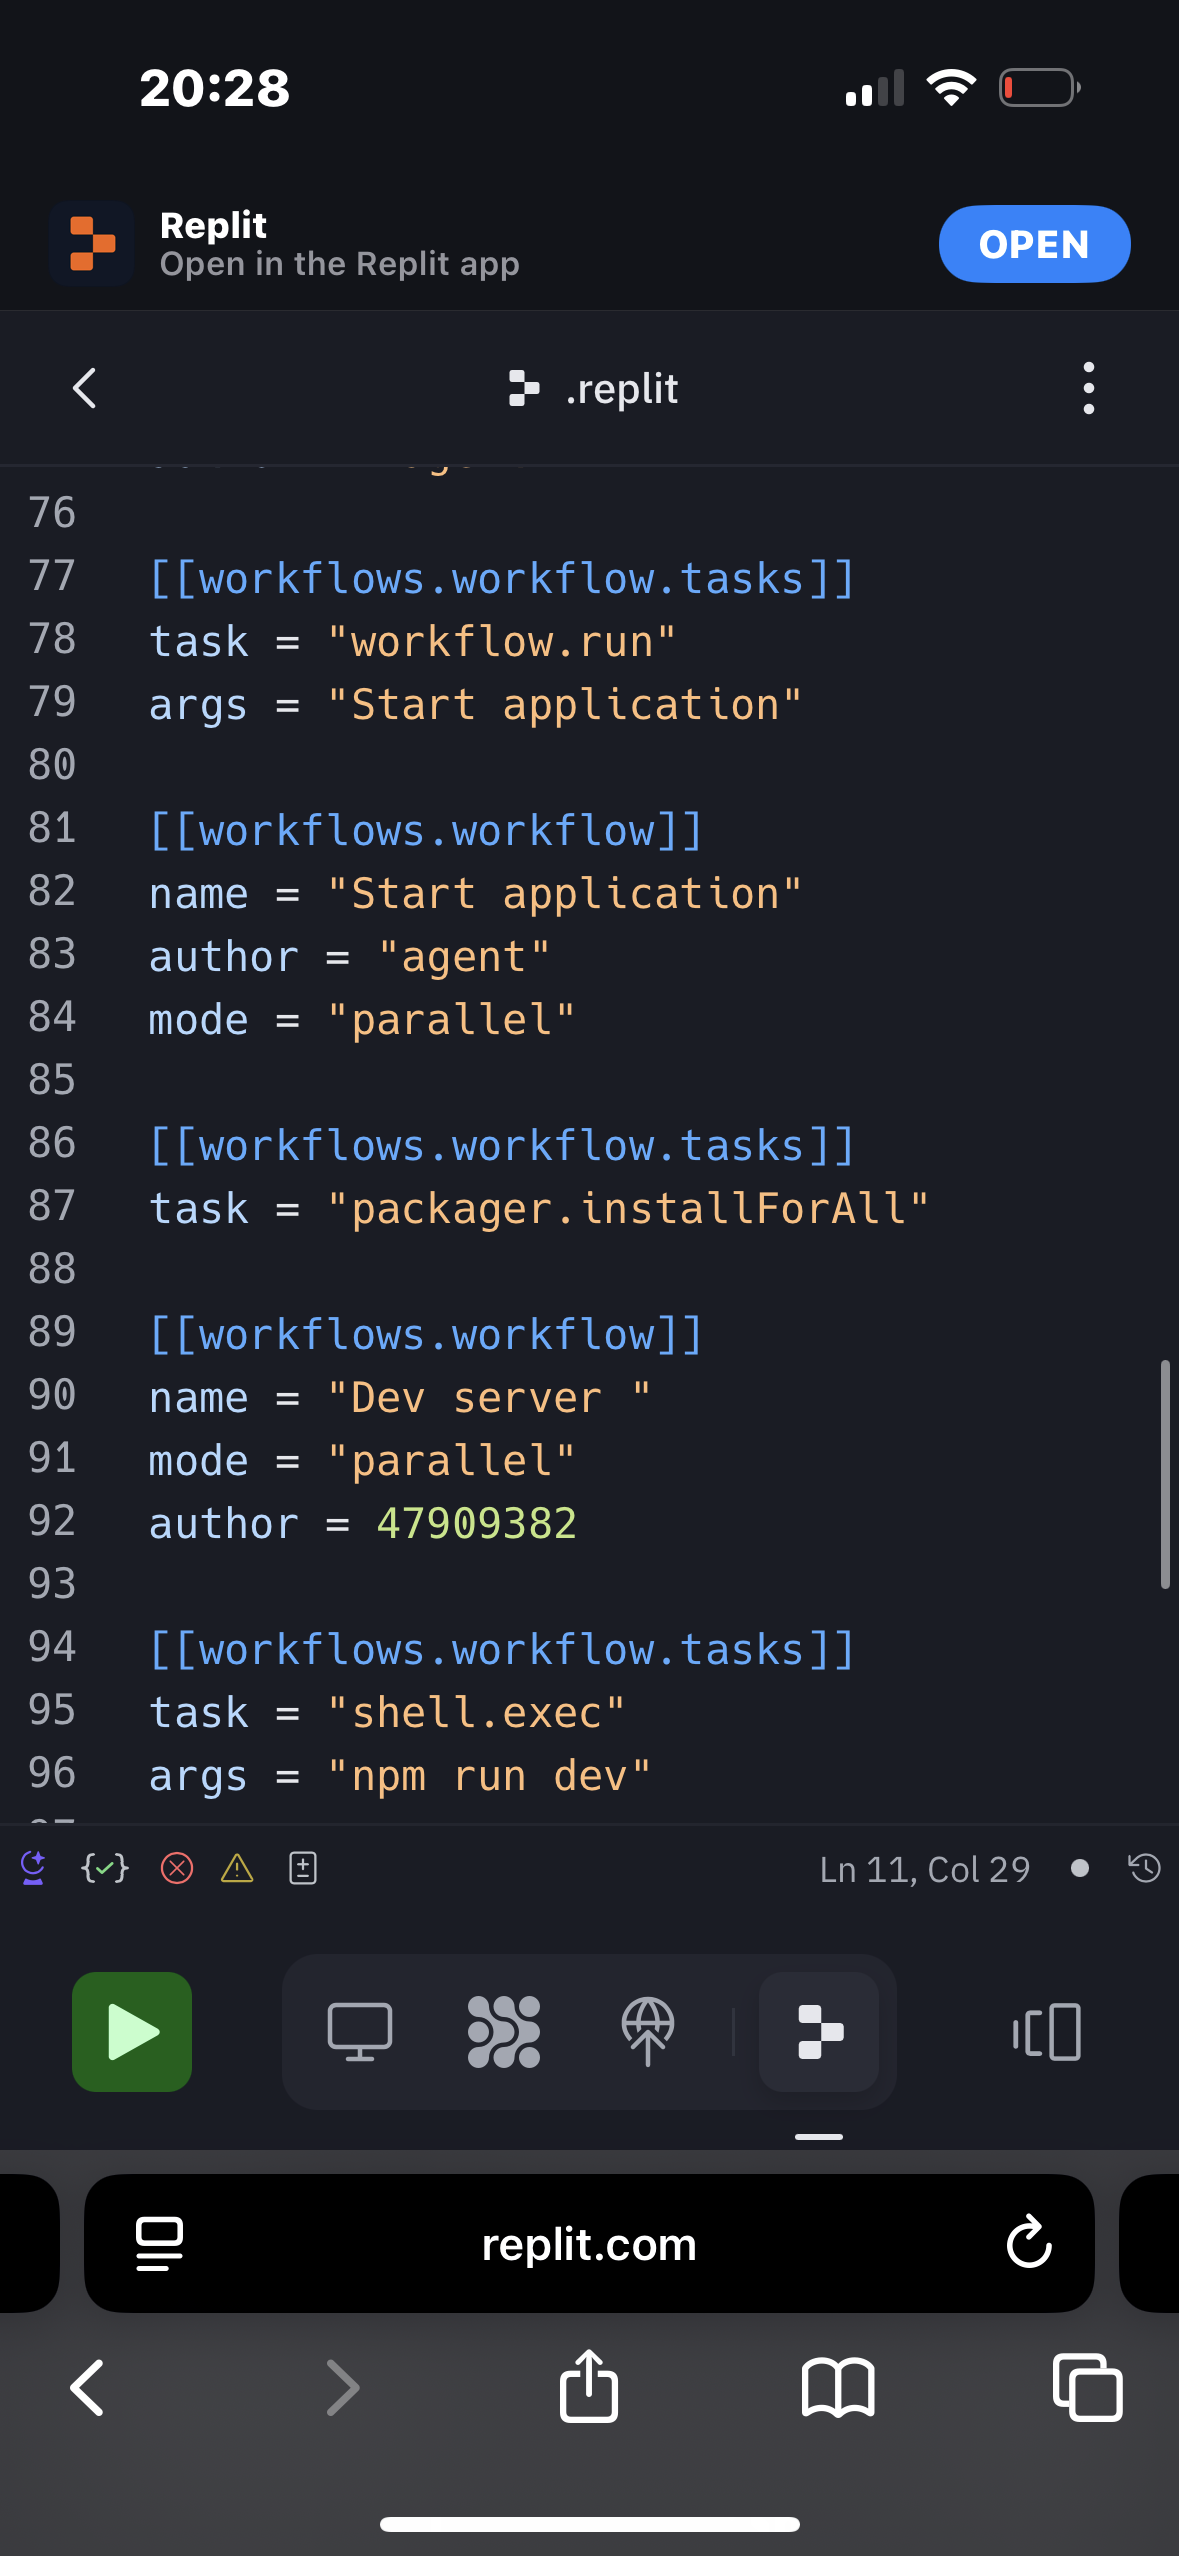 20:28
Replit
Open in the Replit app
OPEN
.replit
76
77 [[workflows.workflow.tasks]]
78 task = "workflow.run"
79 args = "Start application"
80
81 [[workflows.workflow]]
82 name = "Start application"
83 author = "agent"
84 mode = "parallel"
85
86 [[workflows.workflow.tasks]]
87 task = "packager.installForAll"
88
89 [[workflows.workflow]]
90 name = "Dev server "
91 mode = "parallel"
92 author = 47909382
93
94 [[workflows.workflow.tasks]]
95 task = "shell.exec"
96 args = "npm run dev"
Ln 11, Col 29
replit.com